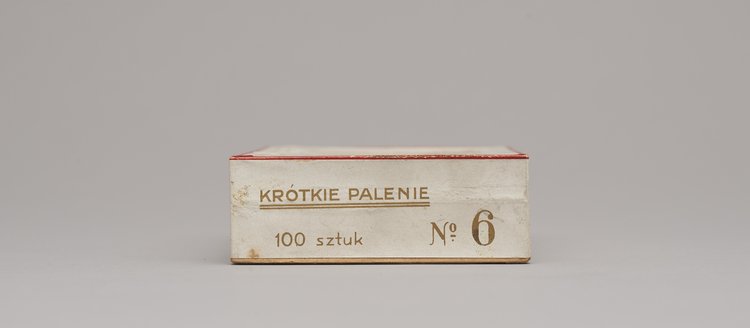 KRÓTKIE PALENIE
100 sztuk
Nº 6